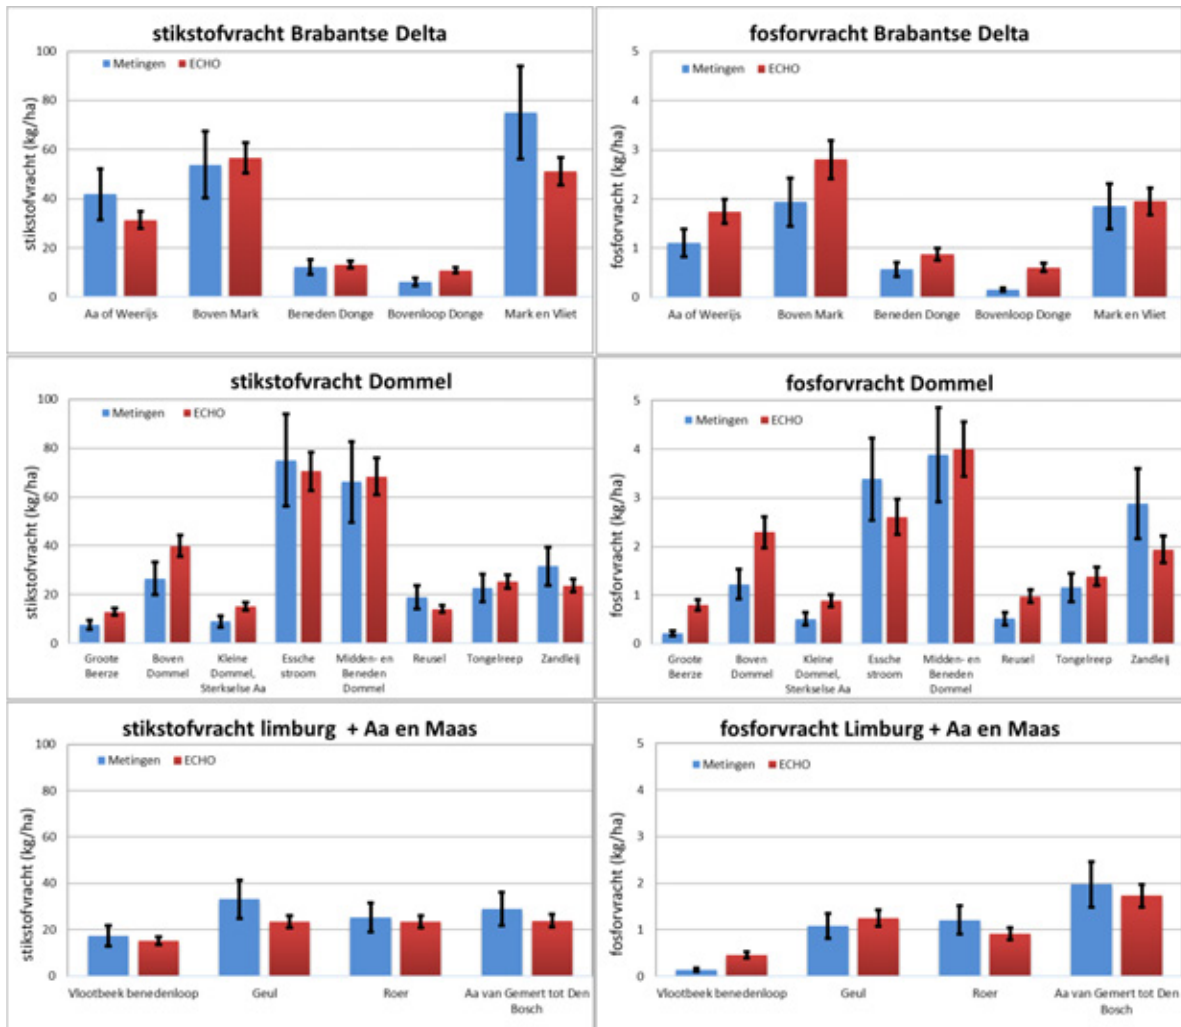 stikstofvracht Brabantse Delta
Metingen ECHO
stikstofvracht (kg/ha)
100
80
60
40
20
0
Aa of Weerijs Boven Mark Beneden Donge Bovenloop Donge Mark en Vliet
fosforvracht Brabantse Delta
Metingen ECHO
fosforvracht (kg/ha)
5
4
3
2
1
0
Aa of Weerijs Boven Mark Beneden Donge Bovenloop Donge Mark en Vliet
stikstofvracht Dommel
Metingen ECHO
stikstofvracht (kg/ha)
100
80
60
40
20
0
Groote Boven Kleine Essche Midden- en Reusel Tongelreep Zandleij
Beerze Dommel Dommel, stroom Beneden
Sterkselse Aa Dommel
fosforvracht Dommel
Metingen ECHO
fosforvracht (kg/ha)
5
4
3
2
1
0
Groote Boven Kleine Essche Midden- en Reusel Tongelreep Zandleij
Beerze Dommel Dommel, stroom Beneden
Sterkselse Aa Dommel
stikstofvracht limburg + Aa en Maas
Metingen ECHO
stikstofvracht (kg/ha)
100
80
60
40
20
0
Vlootbeek benedenloop Geul Roer Aa van Gemert tot Den
Bosch
fosforvracht Limburg + Aa en Maas
Metingen ECHO
fosforvracht (kg/ha)
5
4
3
2
1
0
Vlootbeek benedenloop Geul Roer Aa van Gemert tot Den
Bosch